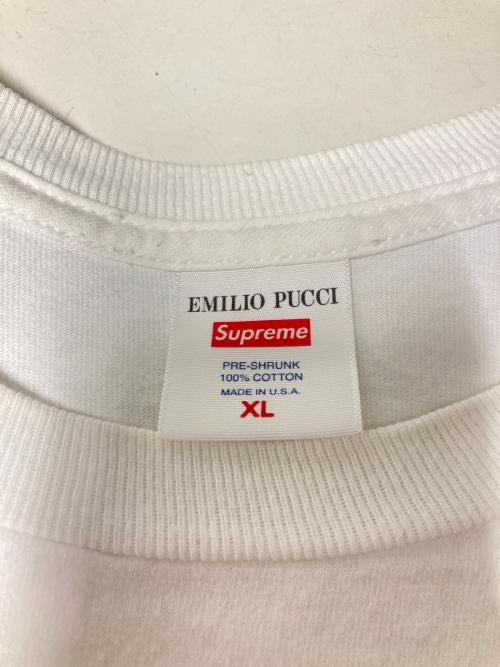 EMILIO PUCCI
Supreme
PRE-SHRUNK
100% COTTON
MADE IN U.S.A.
XL